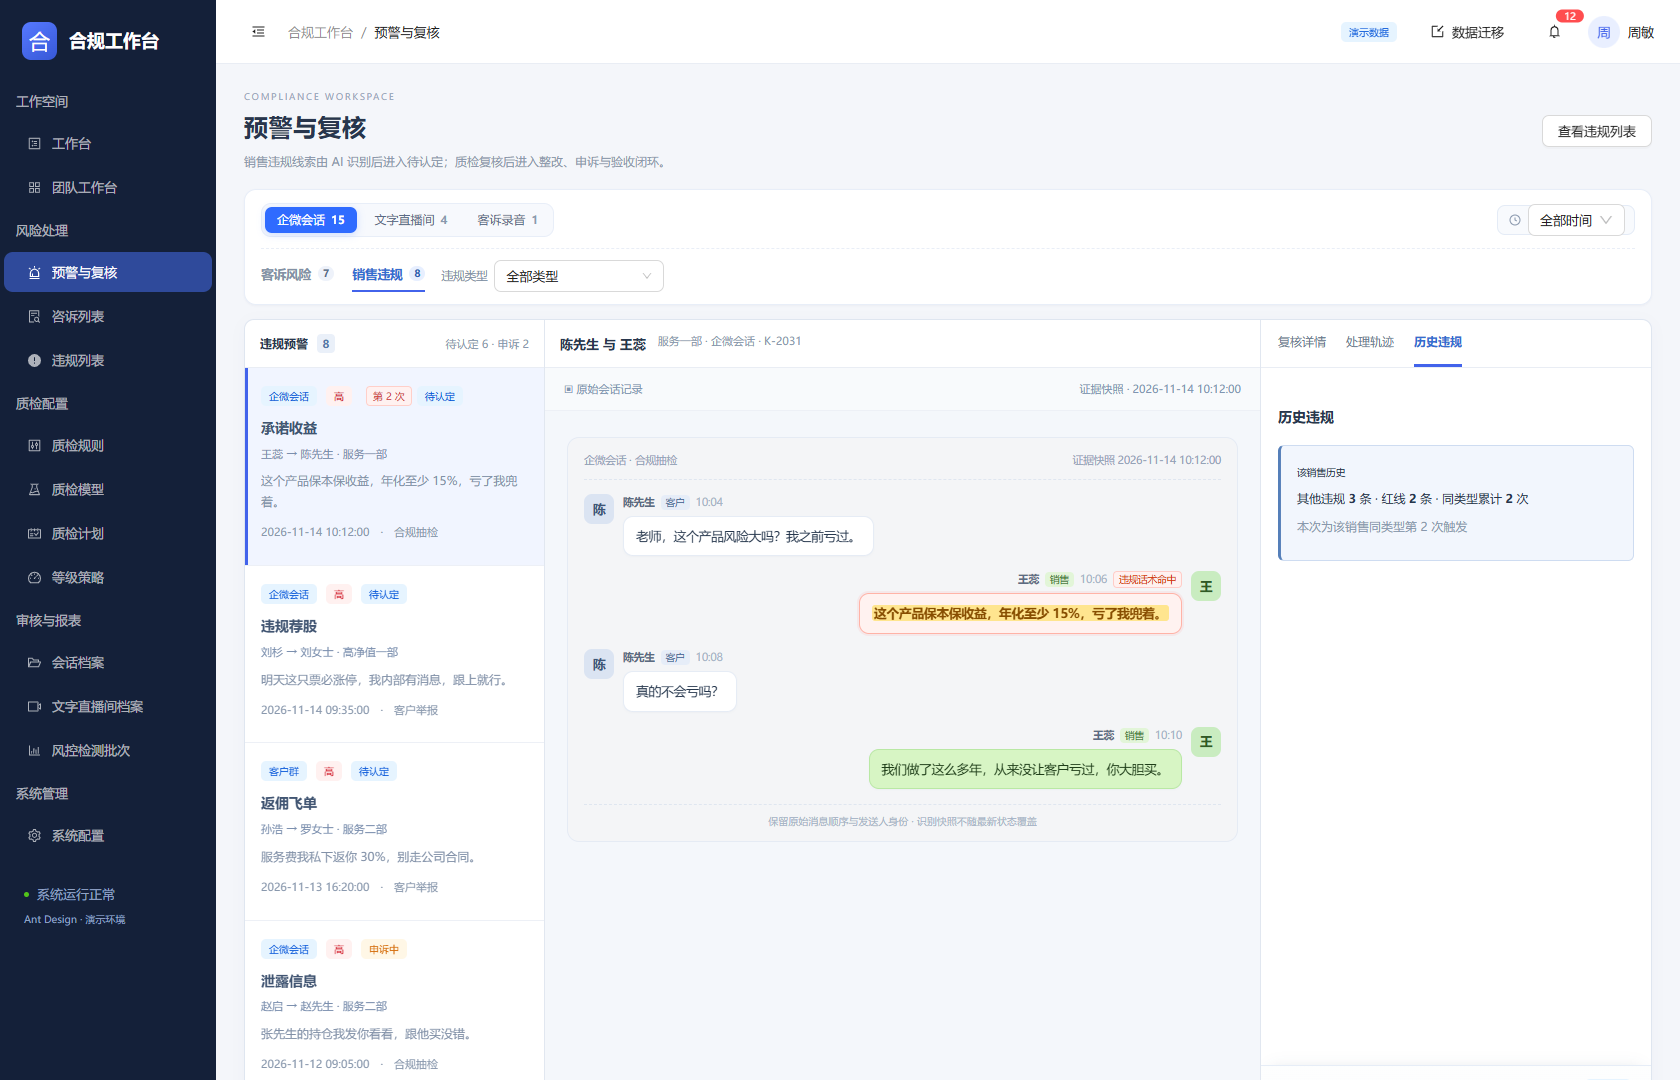 合 合规工作台
工作空间
工作台
团队工作台
风险处理
预警与复核
咨诉列表
违规列表
质检配置
质检规则
质检模型
质检计划
等级策略
审核与报表
会话档案
文字直播间档案
风控检测批次
系统管理
系统配置
系统运行正常
Ant Design · 演示环境
合规工作台 / 预警与复核
演示数据
数据迁移
12
周 周敏
COMPLIANCE WORKSPACE
预警与复核
销售违规线索由 AI 识别后进入待认定；质检复核后进入整改、申诉与验收闭环。
查看违规列表
企微会话 15 文字直播间 4 客诉录音 1
全部时间
客诉风险 7 销售违规 8 违规类型 全部类型
违规预警 8 待认定 6 · 申诉 2
企微会话 高 第 2 次 待认定
承诺收益
王蕊 → 陈先生 · 服务一部
这个产品保本保收益，年化至少 15%，亏了我兜
着。
2026-11-14 10:12:00 · 合规抽检
企微会话 高 待认定
违规荐股
刘杉 → 刘女士 · 高净值一部
明天这只票必涨停，我内部有消息，跟上就行。
2026-11-14 09:35:00 · 客户举报
客户群 高 待认定
返佣飞单
孙浩 → 罗女士 · 服务二部
服务费我私下返你 30%，别走公司合同。
2026-11-13 16:20:00 · 客户举报
企微会话 高 申诉中
泄露信息
赵启 → 赵先生 · 服务二部
张先生的持仓我发你看看，跟他买没错。
2026-11-12 09:05:00 · 合规抽检
陈先生 与 王蕊 服务一部 · 企微会话 · K-2031
原始会话记录 证据快照 · 2026-11-14 10:12:00
企微会话 · 合规抽检 证据快照 2026-11-14 10:12:00
陈 陈先生 客户 10:04
老师，这个产品风险大吗？我之前亏过。
王蕊 销售 10:06 违规话术命中 王
这个产品保本保收益，年化至少 15%，亏了我兜着。
陈 陈先生 客户 10:08
真的不会亏吗？
王蕊 销售 10:10 王
我们做了这么多年，从来没让客户亏过，你大胆买。
保留原始消息顺序与发送人身份 · 识别快照不随最新状态覆盖
复核详情 处理轨迹 历史违规
历史违规
该销售历史
其他违规 3 条 · 红线 2 条 · 同类型累计 2 次
本次为该销售同类型第 2 次触发